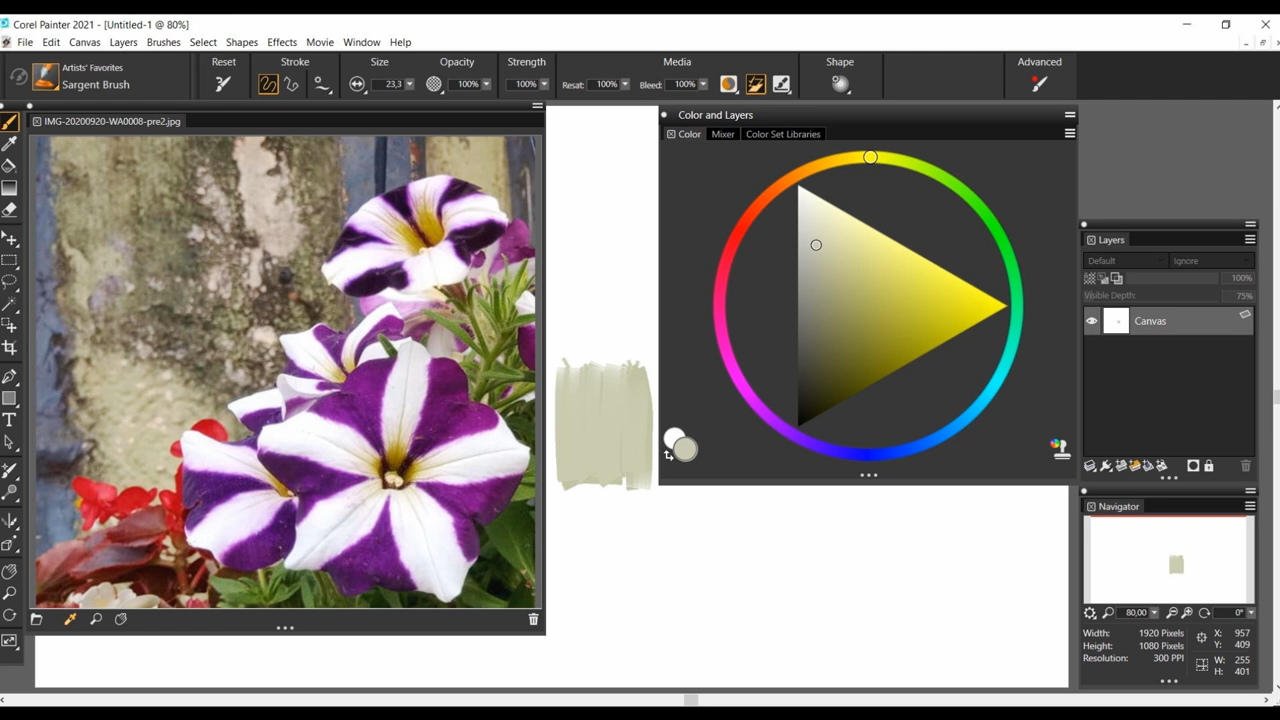 Corel Painter 2021 - [Untitled-1 @ 80%]
File Edit Canvas Layers Brushes Select Shapes Effects Movie Window Help
Artists' Favorites
Sargent Brush
Reset
Stroke
Size
23,3
Opacity
100%
Strength
100%
Media
Resat: 100%
Bleed: 100%
Shape
Advanced
IMG-20200920-WA0008-pre2.jpg
Color and Layers
Color
Mixer
Color Set Libraries
Layers
Default
Ignore
100%
Visible Depth:
75%
Canvas
Navigator
80,00
0°
Width: 1920 Pixels
Height: 1080 Pixels
Resolution: 300 PPI
X: 957
Y: 409
W: 255
H: 401
T